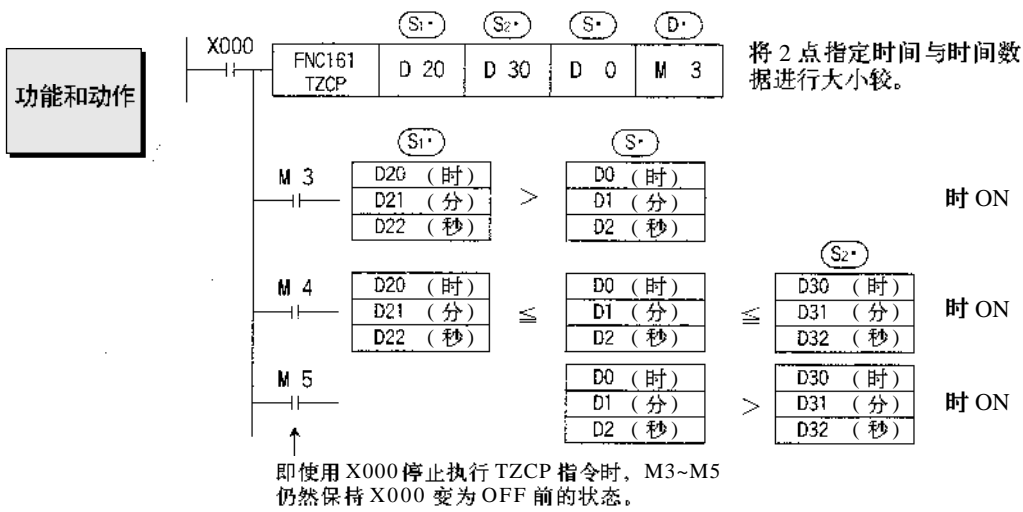 功能和动作
X000
S1· S2· S· D·
FNC161 TZCP D 20 D 30 D 0 M 3
将 2 点指定时间与时间数
据进行大小较。
S1· S·
M 3
D20 （时） > D0 （时）
D21 （分） D1 （分）
D22 （秒） D2 （秒）
时 ON
S2·
M 4
D20 （时） ≦ D0 （时） ≦ D30 （时）
D21 （分） D1 （分） D31 （分）
D22 （秒） D2 （秒） D32 （秒）
时 ON
M 5
D0 （时） > D30 （时）
D1 （分） D31 （分）
D2 （秒） D32 （秒）
时 ON
即使用 X000 停止执行 TZCP 指令时，M3~M5
仍然保持 X000 变为 OFF 前的状态。